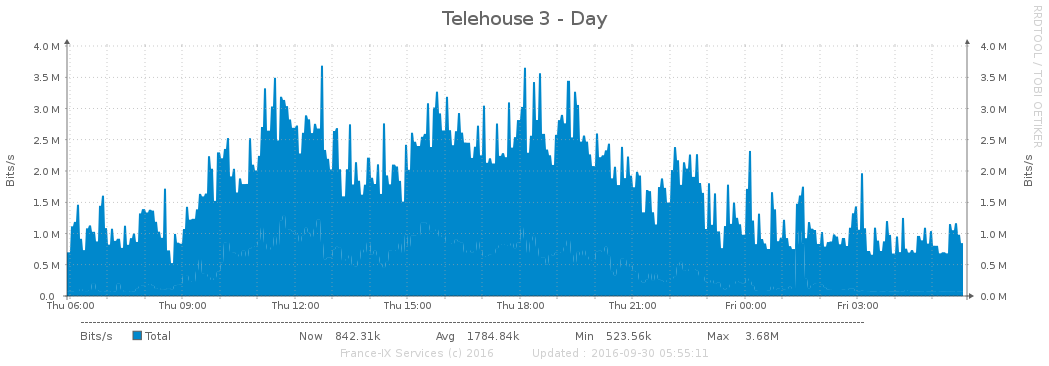 Telehouse 3 - Day
RRDTOOL / TOBI OETIKER
4.0 M 4.0 M
3.5 M 3.5 M
3.0 M 3.0 M
2.5 M 2.5 M
2.0 M 2.0 M
1.5 M 1.5 M
1.0 M 1.0 M
0.5 M 0.5 M
0.0 0.0 M
Bits/s
Bits/s
Thu 06:00 Thu 09:00 Thu 12:00 Thu 15:00 Thu 18:00 Thu 21:00 Fri 00:00 Fri 03:00
Bits/s Total Now 842.31k Avg 1784.84k Min 523.56k Max 3.68M
France-IX Services (c) 2016 Updated : 2016-09-30 05:55:11